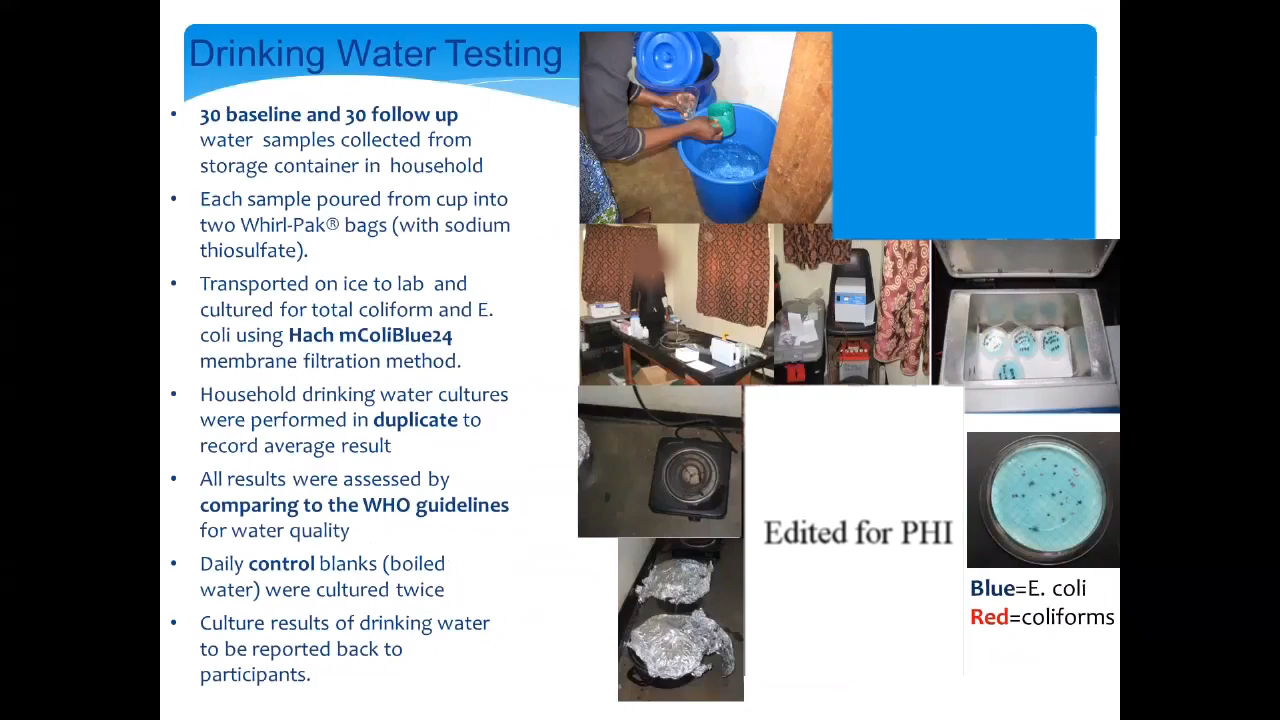 Drinking Water Testing
• 30 baseline and 30 follow up
water samples collected from
storage container in household
• Each sample poured from cup into
two Whirl-Pak® bags (with sodium
thiosulfate).
• Transported on ice to lab and
cultured for total coliform and E.
coli using Hach mColiBlue24
membrane filtration method.
• Household drinking water cultures
were performed in duplicate to
record average result
• All results were assessed by
comparing to the WHO guidelines
for water quality
• Daily control blanks (boiled
water) were cultured twice
• Culture results of drinking water
to be reported back to
participants.
Edited for PHI
Blue=E. coli
Red=coliforms